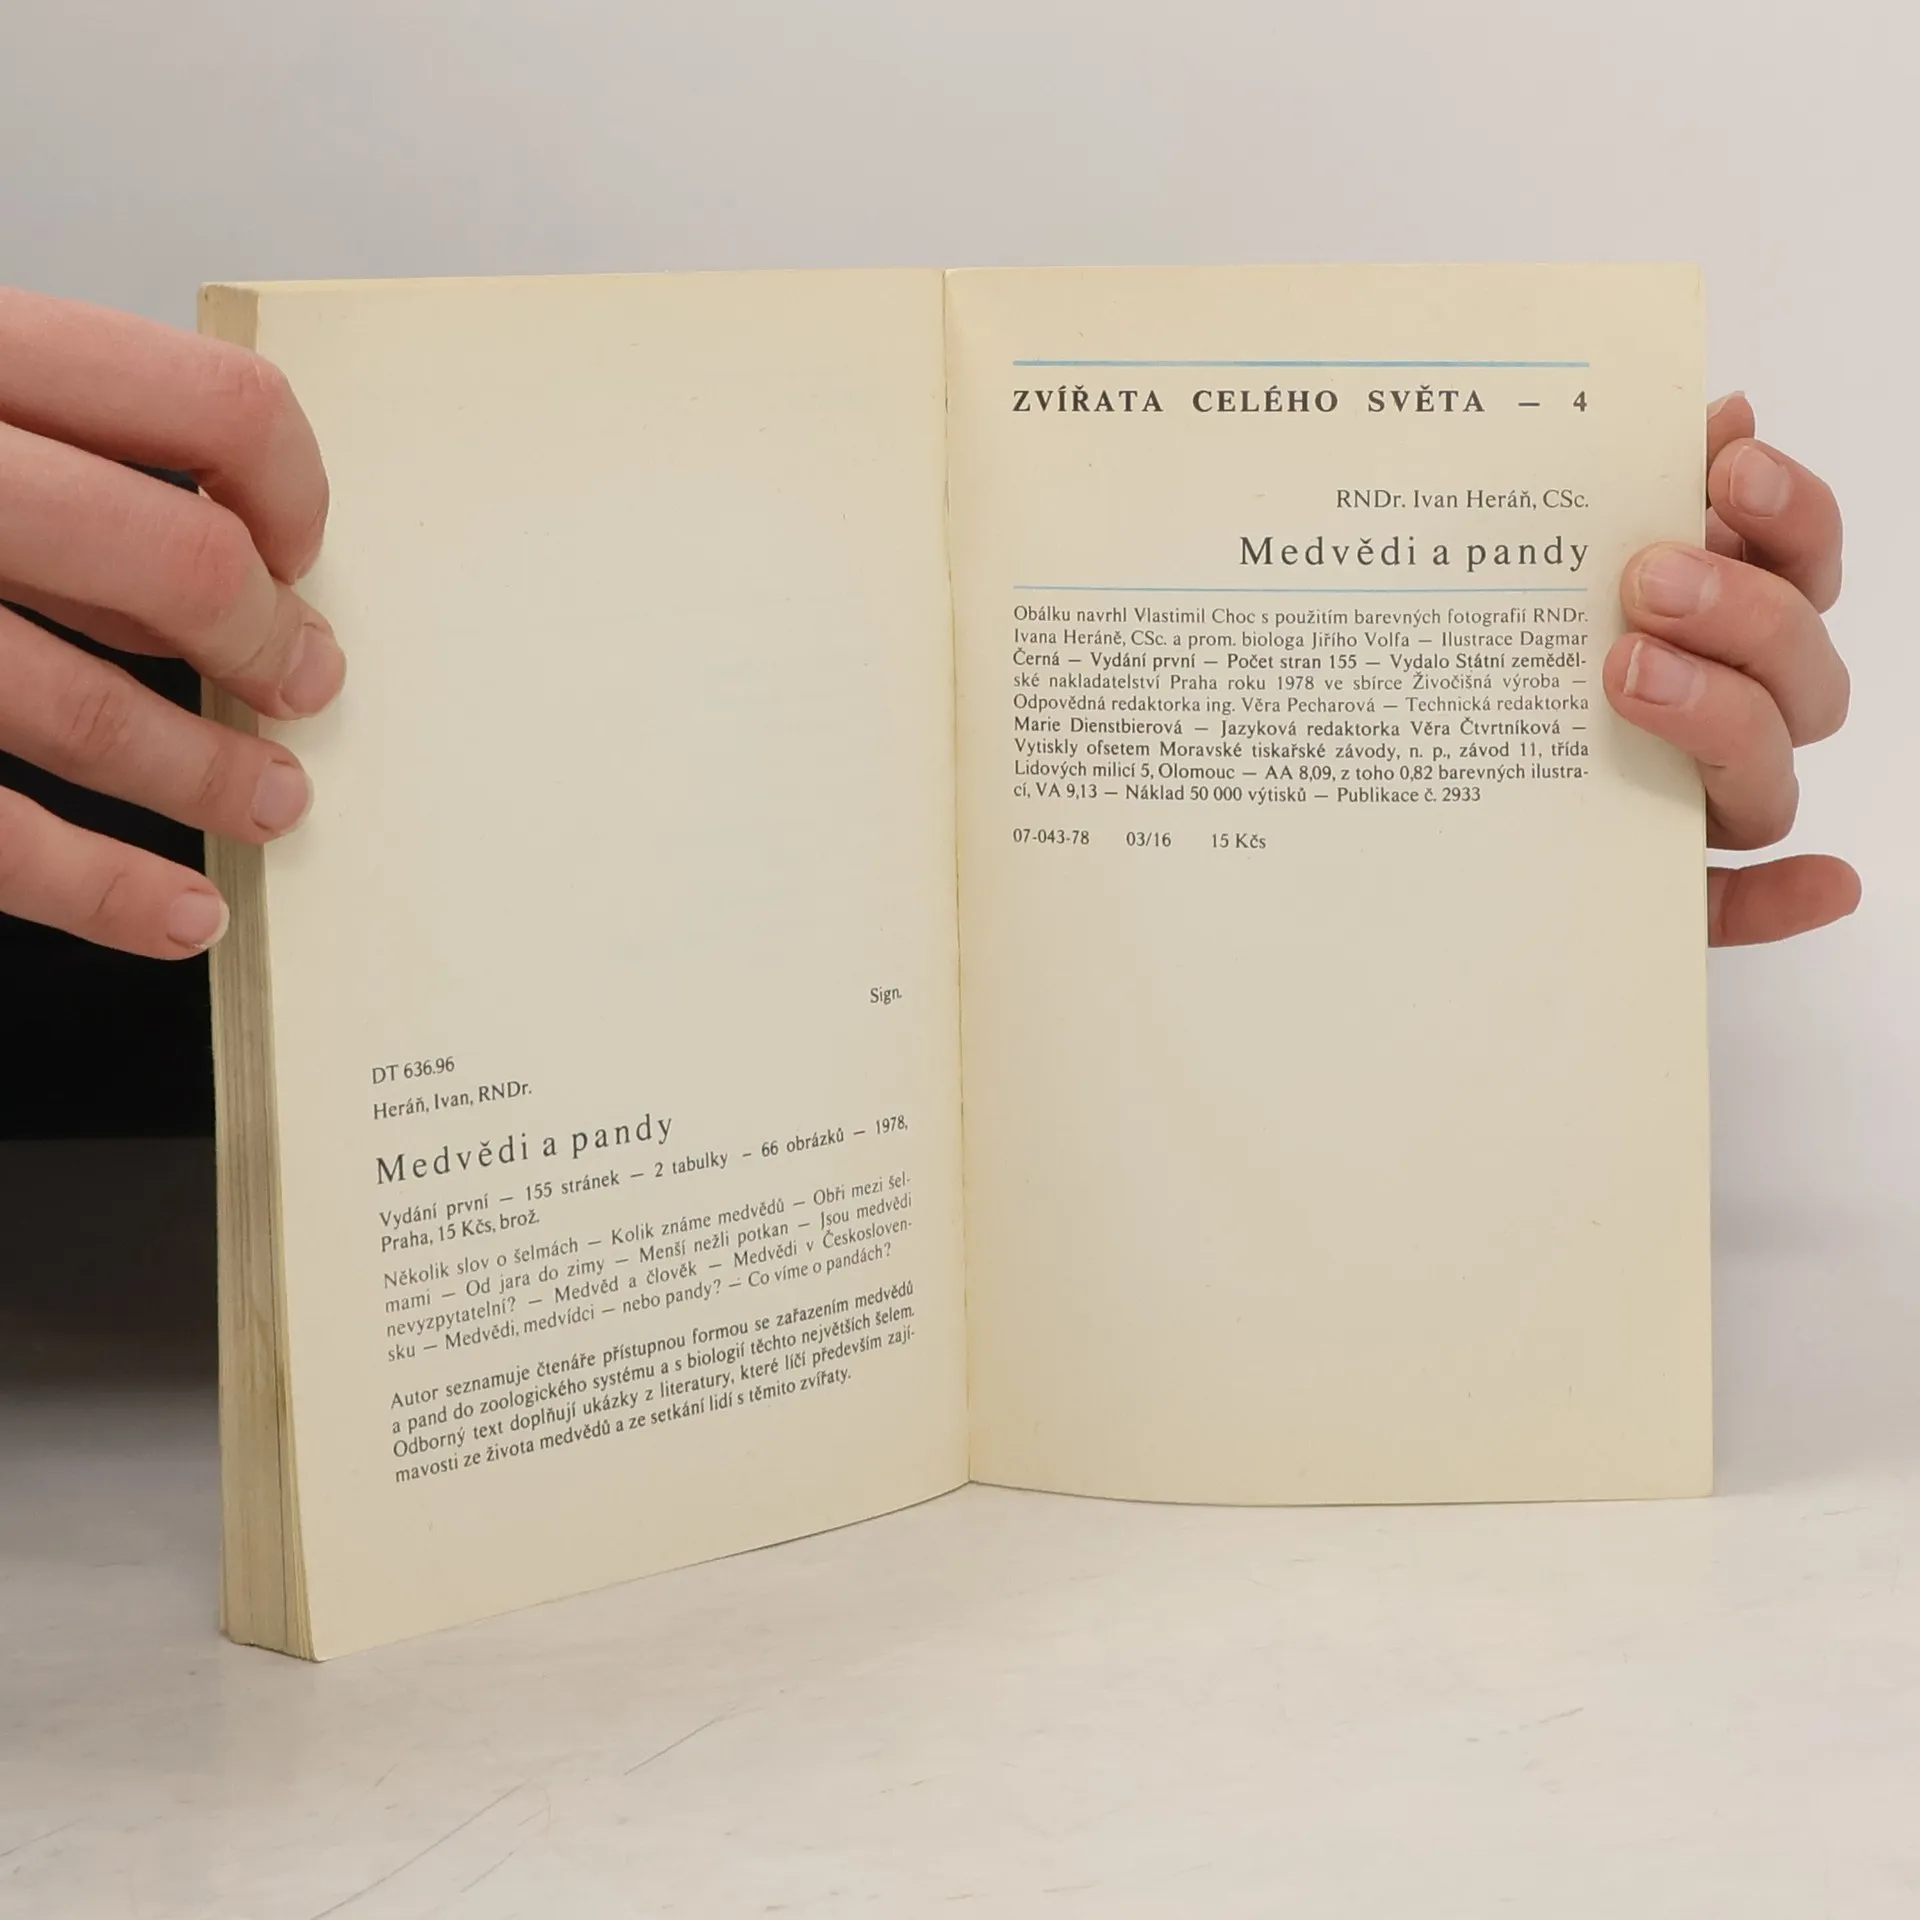 Sign.
DT 636.96
Heráň, Ivan, RNDr.
Medvědi a pandy
Vydání první — 155 stránek — 2 tabulky – 66 obrázků — 1978,
Praha, 15 Kčs, brož.
Několik slov o šelmách — Kolik známe medvědů — Obři mezi šel-
mami — Od jara do zimy — Menší nežli potkan — Jsou medvědi
nevyzpytatelní? — Medvěd a člověk — Medvědi v Českosloven-
sku — Medvědi, medvídci — nebo pandy? — Co víme o pandách?
Autor seznamuje čtenáře přístupnou formou se zařazením medvědů
a pand do zoologického systému a s biologií těchto největších šelem.
Odborný text doplňují ukázky z literatury, které líčí především zají-
mavosti ze života medvědů a ze setkání lidí s těmito zvířaty.
ZVÍŘATA CELÉHO SVĚTA — 4
RNDr. Ivan Heráň, CSc.
Medvědi a pandy
Obálku navrhl Vlastimil Choc s použitím barevných fotografií RNDr.
Ivana Heráně, CSc. a prom. biologa Jiřího Volfa — Ilustrace Dagmar
Černá — Vydání první — Počet stran 155 — Vydalo Státní zeměděl-
ské nakladatelství Praha roku 1978 ve sbírce Živočišná výroba —
Odpovědná redaktorka ing. Věra Pecharová — Technická redaktorka
Marie Dienstbierová — Jazyková redaktorka Věra Čtvrtníková —
Vytiskly ofsetem Moravské tiskařské závody, n. p., závod 11, třída
Lidových milicí 5, Olomouc — AA 8,09, z toho 0,82 barevných ilustra-
cí, VA 9,13 — Náklad 50 000 výtisků — Publikace č. 2933
07-043-78 03/16 15 Kčs